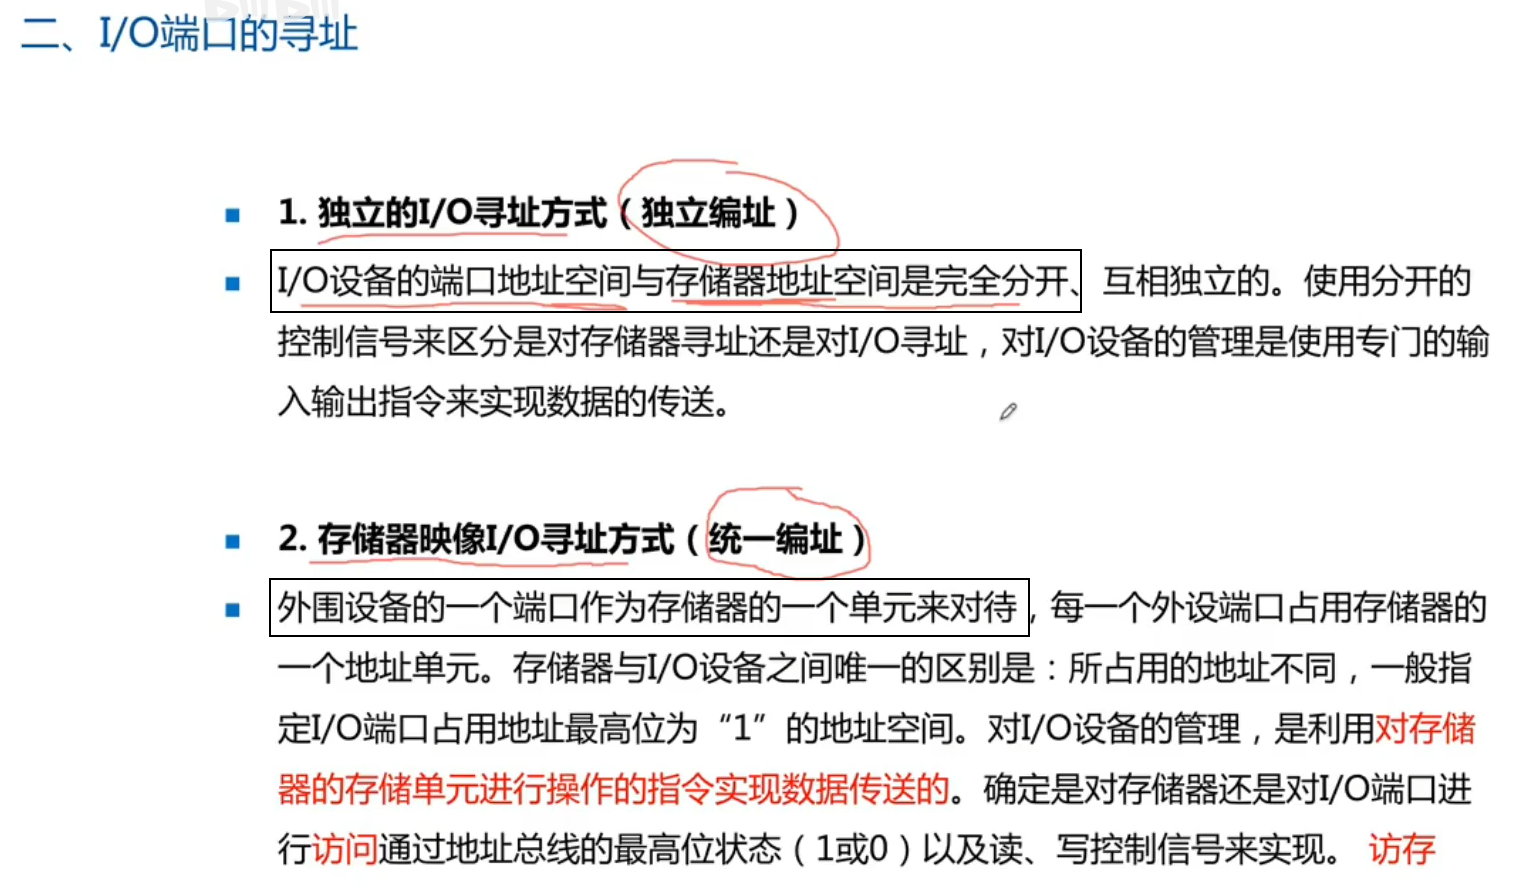 二、I/O端口的寻址
1. 独立的I/O寻址方式（独立编址）
I/O设备的端口地址空间与存储器地址空间是完全分开、互相独立的。使用分开的
控制信号来区分是对存储器寻址还是对I/O寻址，对I/O设备的管理是使用专门的输
入输出指令来实现数据的传送。
2. 存储器映像I/O寻址方式（统一编址）
外围设备的一个端口作为存储器的一个单元来对待，每一个外设端口占用存储器的
一个地址单元。存储器与I/O设备之间唯一的区别是：所占用的地址不同，一般指
定I/O端口占用地址最高位为“1”的地址空间。对I/O设备的管理，是利用对存储
器的存储单元进行操作的指令实现数据传送的。确定是对存储器还是对I/O端口进
行访问通过地址总线的最高位状态（1或0）以及读、写控制信号来实现。 访存